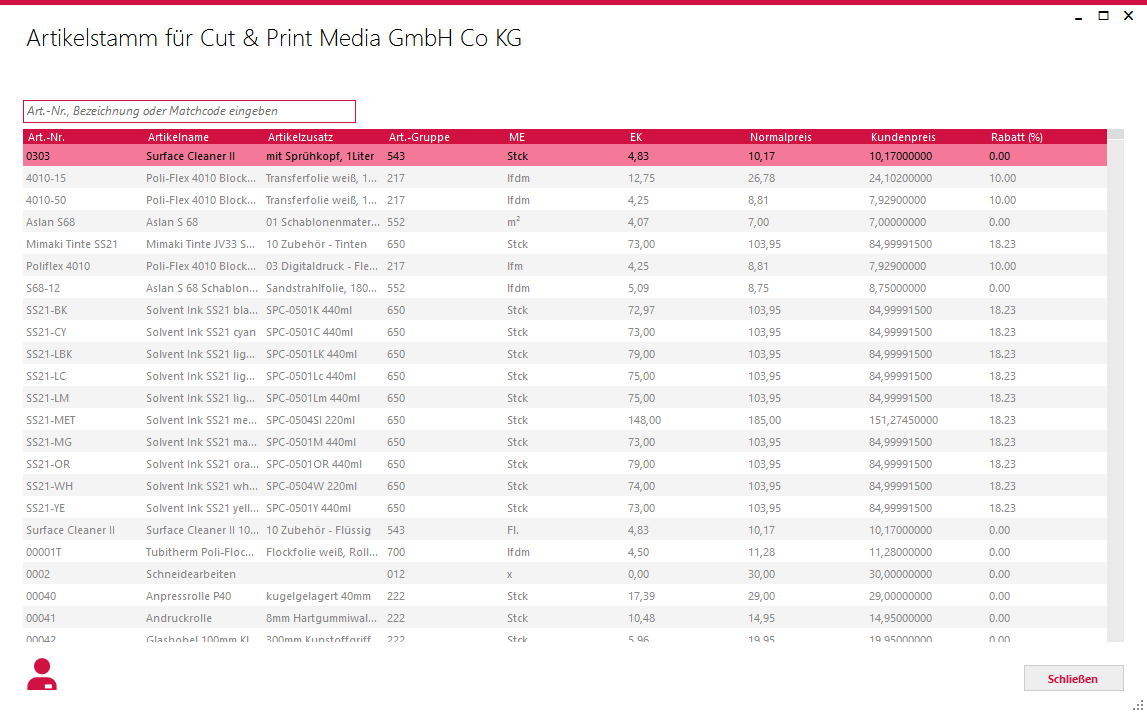 Artikelstamm für Cut & Print Media GmbH Co KG
Art.-Nr., Bezeichnung oder Matchcode eingeben
Art.-Nr. Artikelname Artikelzusatz Art.-Gruppe ME EK Normalpreis Kundenpreis Rabatt (%)
0303 Surface Cleaner II mit Sprühkopf, 1Liter 543 Stck 4,83 10,17 10,17000000 0.00
4010-15 Poli-Flex 4010 Block... Transferfolie weiß, 1... 217 lfdm 12,75 26,78 24,10200000 10.00
4010-50 Poli-Flex 4010 Block... Transferfolie weiß, 1... 217 lfdm 4,25 8,81 7,92900000 10.00
Aslan S68 Aslan S 68 01 Schablonenmater... 552 m² 4,07 7,00 7,00000000 0.00
Mimaki Tinte SS21 Mimaki Tinte JV33 S... 10 Zubehör - Tinten 650 Stck 73,00 103,95 84,99991500 18.23
Poliflex 4010 Poli-Flex 4010 Block... 03 Digitaldruck - Fle... 217 lfm 4,25 8,81 7,92900000 10.00
S68-12 Aslan S 68 Schablon... Sandstrahlfolie, 180... 552 lfdm 5,09 8,75 8,75000000 0.00
SS21-BK Solvent Ink SS21 bla... SPC-0501K 440ml 650 Stck 72,97 103,95 84,99991500 18.23
SS21-CY Solvent Ink SS21 cyan SPC-0501C 440ml 650 Stck 73,00 103,95 84,99991500 18.23
SS21-LBK Solvent Ink SS21 lig... SPC-0501LK 440ml 650 Stck 79,00 103,95 84,99991500 18.23
SS21-LC Solvent Ink SS21 lig... SPC-0501Lc 440ml 650 Stck 75,00 103,95 84,99991500 18.23
SS21-LM Solvent Ink SS21 lig... SPC-0501Lm 440ml 650 Stck 75,00 103,95 84,99991500 18.23
SS21-MET Solvent Ink SS21 me... SPC-0504Sl 220ml 650 Stck 148,00 185,00 151,27450000 18.23
SS21-MG Solvent Ink SS21 ma... SPC-0501M 440ml 650 Stck 73,00 103,95 84,99991500 18.23
SS21-OR Solvent Ink SS21 ora... SPC-0501OR 440ml 650 Stck 79,00 103,95 84,99991500 18.23
SS21-WH Solvent Ink SS21 wh... SPC-0504W 220ml 650 Stck 74,00 103,95 84,99991500 18.23
SS21-YE Solvent Ink SS21 yell... SPC-0501Y 440ml 650 Stck 73,00 103,95 84,99991500 18.23
Surface Cleaner II Surface Cleaner II 10... 10 Zubehör - Flüssig 543 Fl. 4,83 10,17 10,17000000 0.00
00001T Tubitherm Poli-Floc... Flockfolie weiß, Roll... 700 lfdm 4,50 11,28 11,28000000 0.00
0002 Schneidearbeiten 012 x 0,00 30,00 30,00000000 0.00
00040 Anpressrolle P40 kugelgelagert 40mm 222 Stck 17,39 29,00 29,00000000 0.00
00041 Andruckrolle 8mm Hartgummiwal... 222 Stck 10,48 14,95 14,95000000 0.00
00042 Glashobel 100mm Kl... 300mm Kunstoffgriff 222 Stck 5,96 19,95 19,95000000 0.00
Schließen